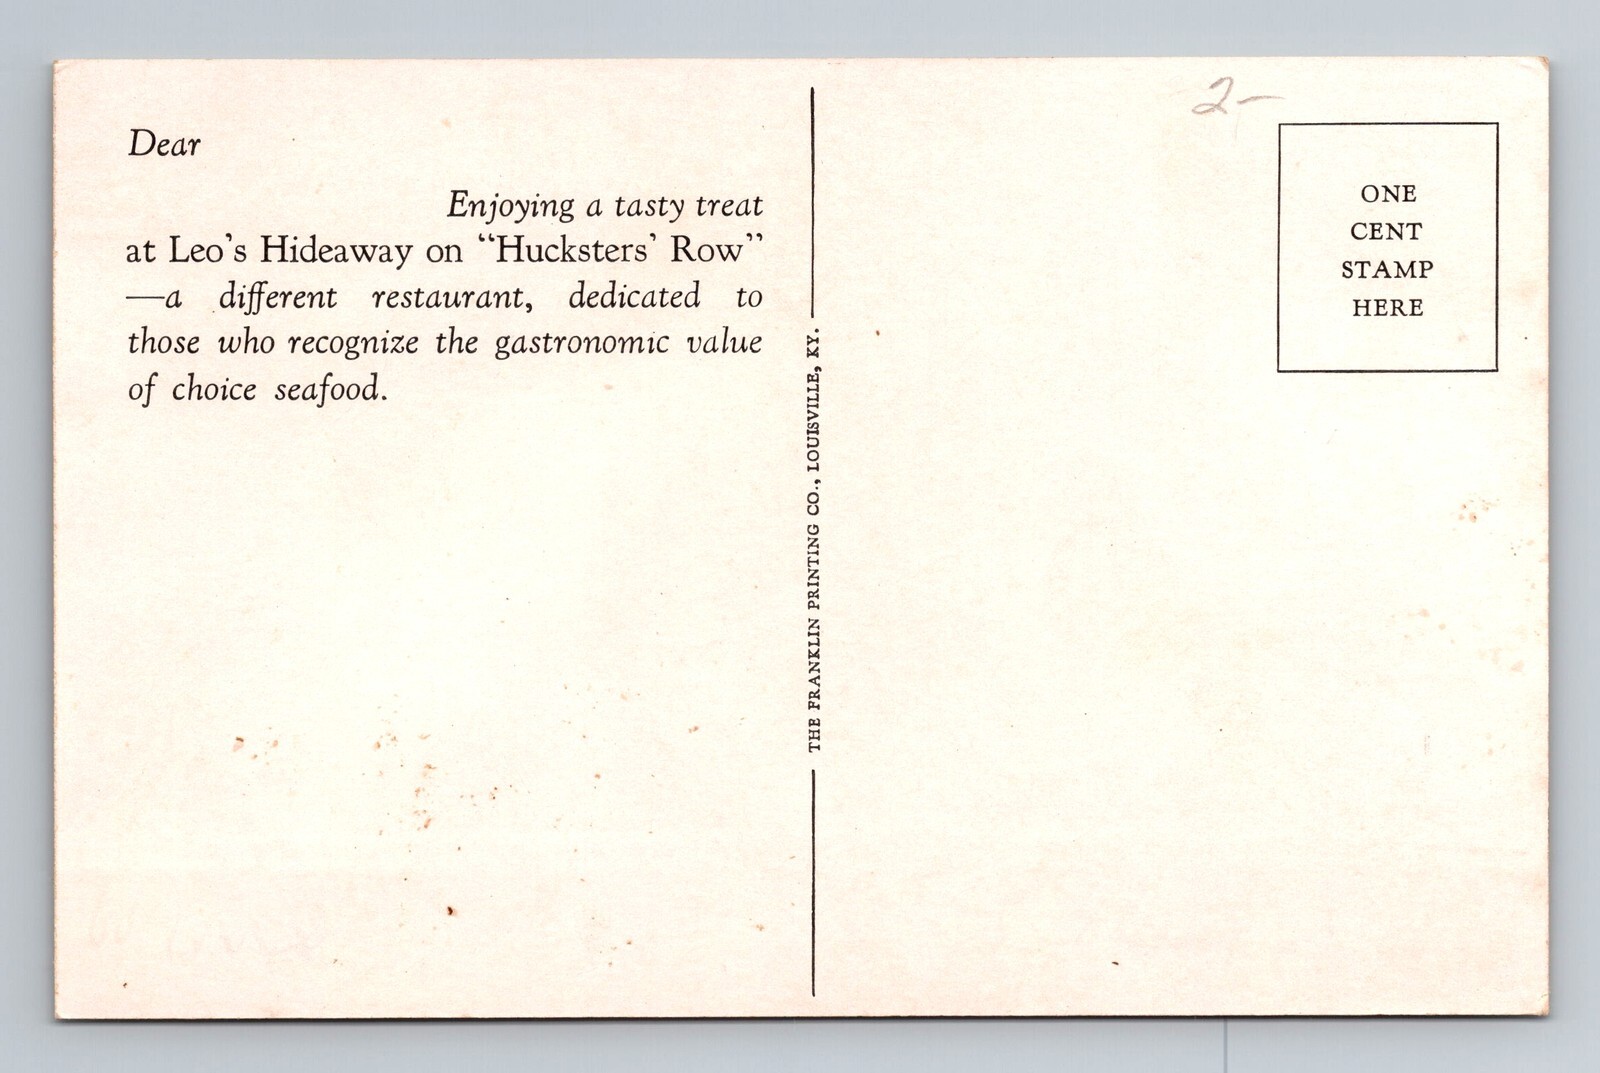 Dear
Enjoying a tasty treat
at Leo's Hideaway on "Hucksters' Row"
—a different restaurant, dedicated to
those who recognize the gastronomic value
of choice seafood.
THE FRANKLIN PRINTING CO., LOUISVILLE, KY.
2-
ONE
CENT
STAMP
HERE